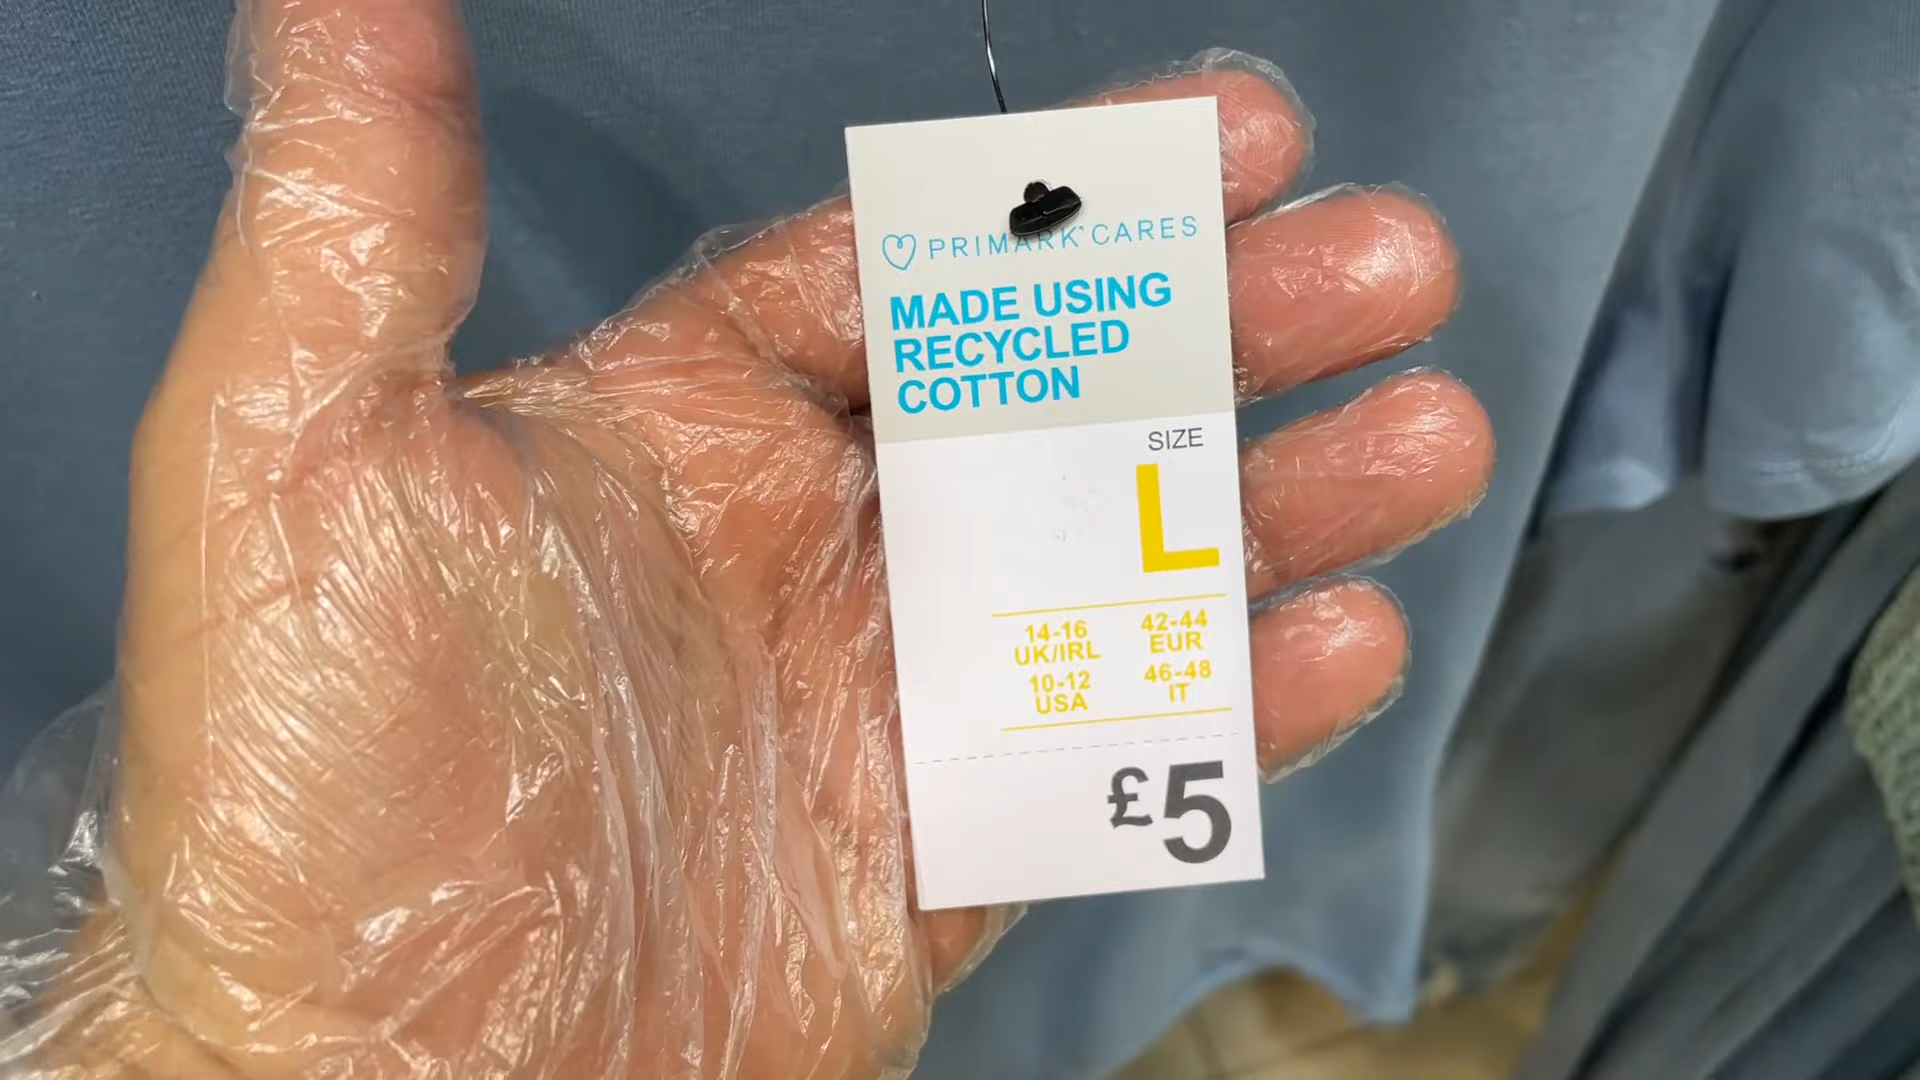 PRIMARK CARES
MADE USING
RECYCLED
COTTON
SIZE
L
14-16 42-44
UK/IRL EUR
10-12 46-48
USA IT
£5